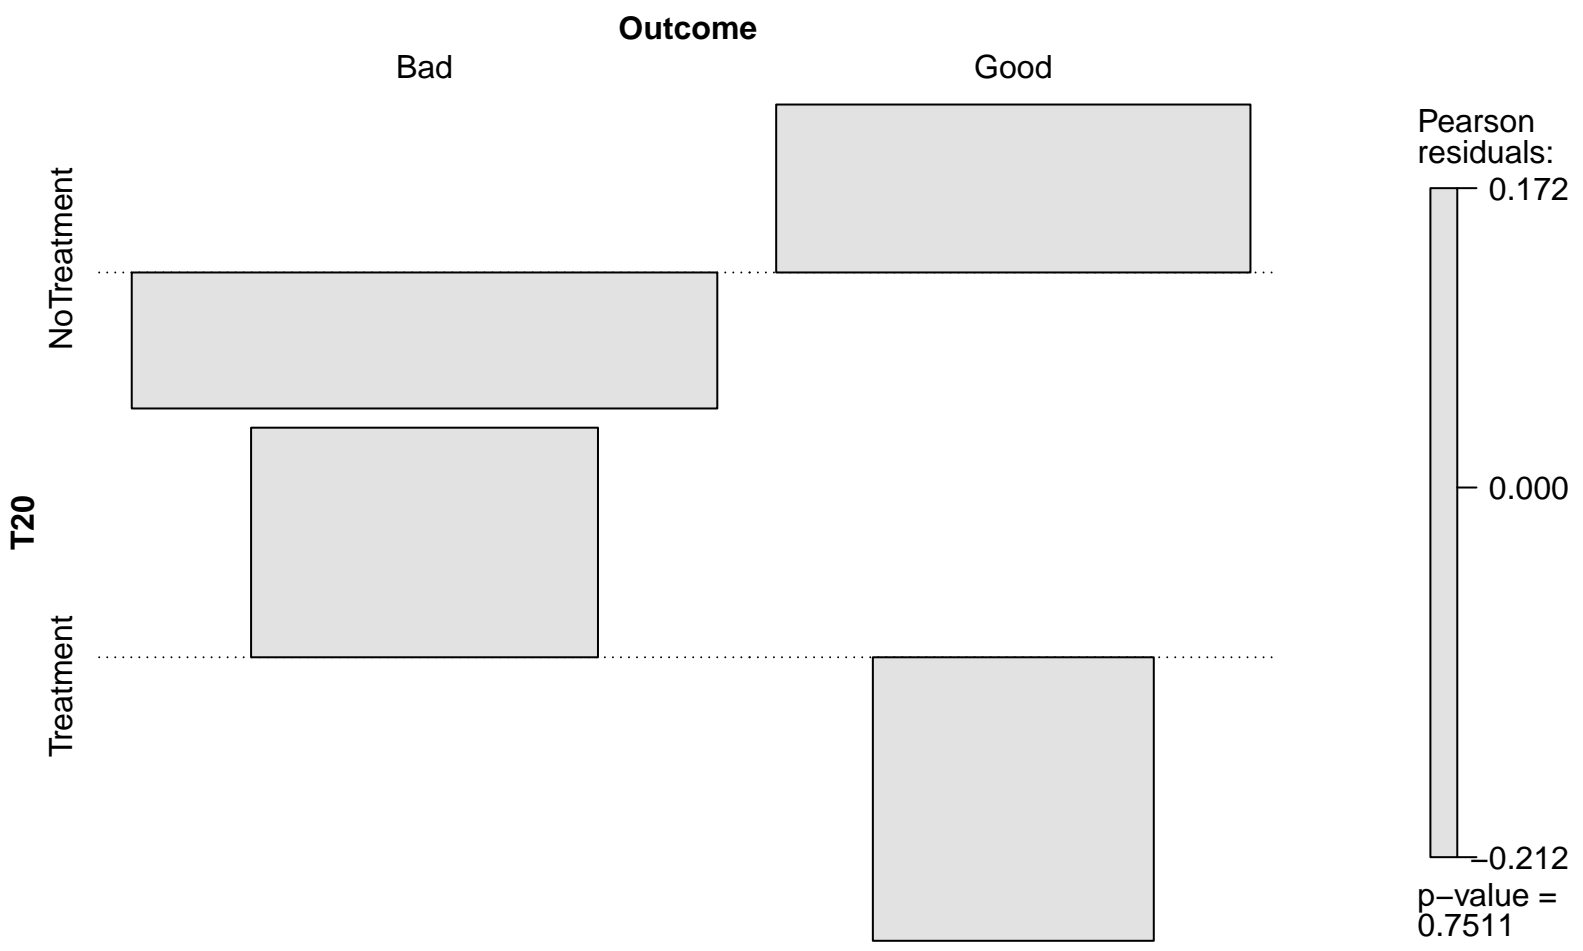 Outcome
Bad
Good
NoTreatment
T20
Treatment
Pearson
residuals:
0.172
0.000
−0.212
p−value =
0.7511